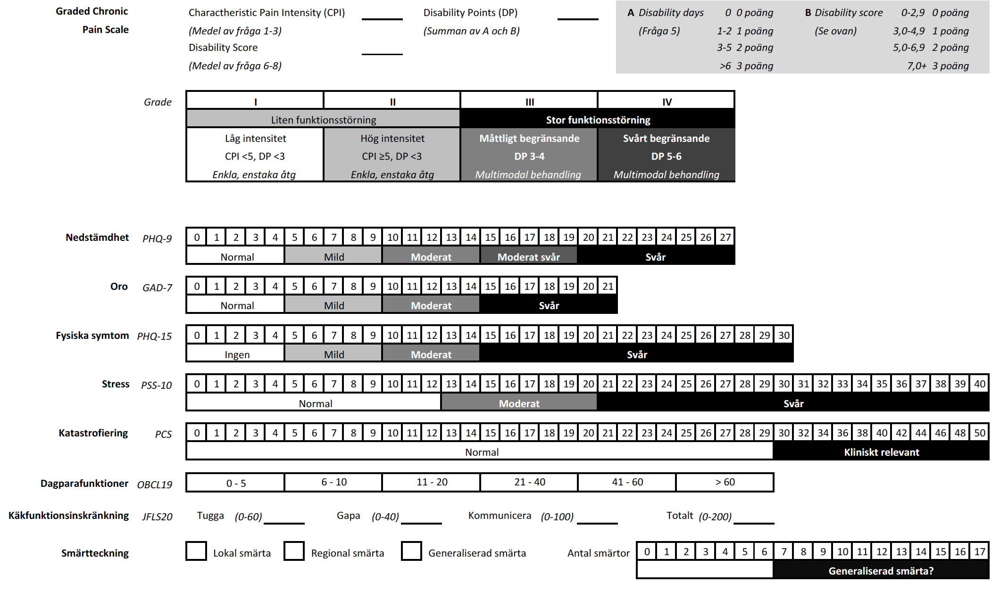 Graded Chronic Charactheristic Pain Intensity (CPI) Disability Points (DP) A Disability days 0 0 poäng B Disability score 0-2,9 0 poäng
Pain Scale (Medel av fråga 1-3) (Summan av A och B) (Fråga 5) 1-2 1 poäng (Se ovan) 3,0-4,9 1 poäng
Disability Score 3-5 2 poäng 5,0-6,9 2 poäng
(Medel av fråga 6-8) >6 3 poäng 7,0+ 3 poäng
Grade I II III IV
Liten funktionsstörning Stor funktionsstörning
Låg intensitet Hög intensitet Måttligt begränsande Svårt begränsande
CPI <5, DP <3 CPI ≥5, DP <3 DP 3-4 DP 5-6
Enkla, enstaka åtg Enkla, enstaka åtg Multimodal behandling Multimodal behandling
Nedstämdhet PHQ-9 0 1 2 3 4 5 6 7 8 9 10 11 12 13 14 15 16 17 18 19 20 21 22 23 24 25 26 27
Normal Mild Moderat Moderat svår Svår
Oro GAD-7 0 1 2 3 4 5 6 7 8 9 10 11 12 13 14 15 16 17 18 19 20 21
Normal Mild Moderat Svår
Fysiska symtom PHQ-15 0 1 2 3 4 5 6 7 8 9 10 11 12 13 14 15 16 17 18 19 20 21 22 23 24 25 26 27 28 29 30
Ingen Mild Moderat Svår
Stress PSS-10 0 1 2 3 4 5 6 7 8 9 10 11 12 13 14 15 16 17 18 19 20 21 22 23 24 25 26 27 28 29 30 31 32 33 34 35 36 37 38 39 40
Normal Moderat Svår
Katastrofiering PCS 0 1 2 3 4 5 6 7 8 9 10 11 12 13 14 15 16 17 18 19 20 21 22 23 24 25 26 27 28 29 30 32 34 36 38 40 42 44 46 48 50
Normal Kliniskt relevant
Dagparafunktioner OBCL19 0 - 5 6 - 10 11 - 20 21 - 40 41 - 60 > 60
Käkfunktionsinskränkning JFLS20 Tugga (0-60) Gapa (0-40) Kommunicera (0-100) Totalt (0-200)
Smärtteckning Lokal smärta Regional smärta Generaliserad smärta Antal smärtor 0 1 2 3 4 5 6 7 8 9 10 11 12 13 14 15 16 17
Generaliserad smärta?